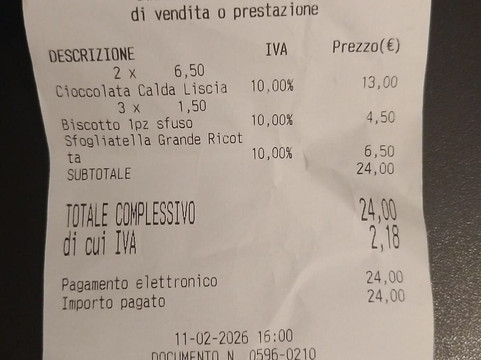 di vendita o prestazione
DESCRIZIONE IVA Prezzo(€)
2 x 6,50
Cioccolata Calda Liscia 10,00% 13,00
3 x 1,50
Biscotto 1pz sfuso 10,00% 4,50
Sfogliatella Grande Ricot
ta 10,00% 6,50
SUBTOTALE 24,00
TOTALE COMPLESSIVO 24,00
di cui IVA 2,18
Pagamento elettronico 24,00
Importo pagato 24,00
11-02-2026 16:00
DOCUMENTO N. 0596-0210